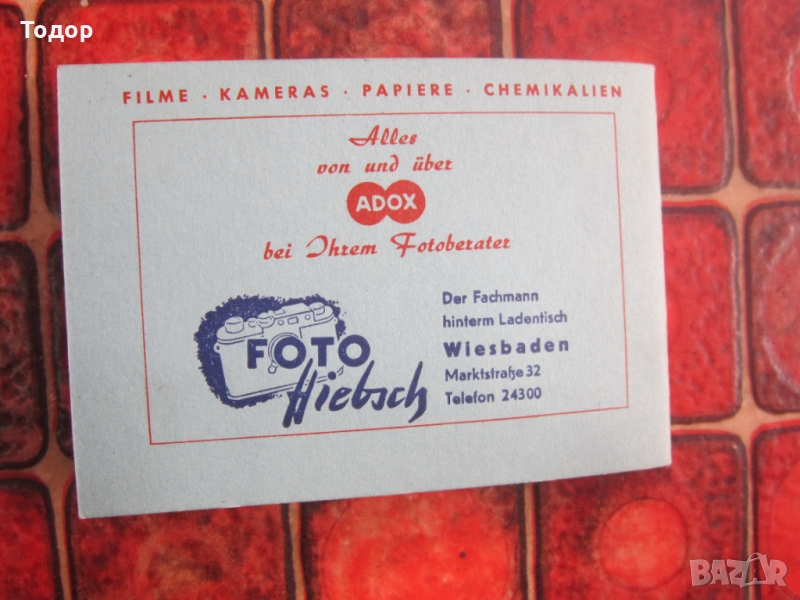 Тодор
FILME · KAMERAS · PAPIERE · CHEMIKALIEN
Alles
von und über
ADOX
bei Ihrem Fotoberater
FOTO
Hiebsch
Der Fachmann
hinterm Ladentisch
Wiesbaden
Marktstraße 32
Telefon 24300
BAZAR